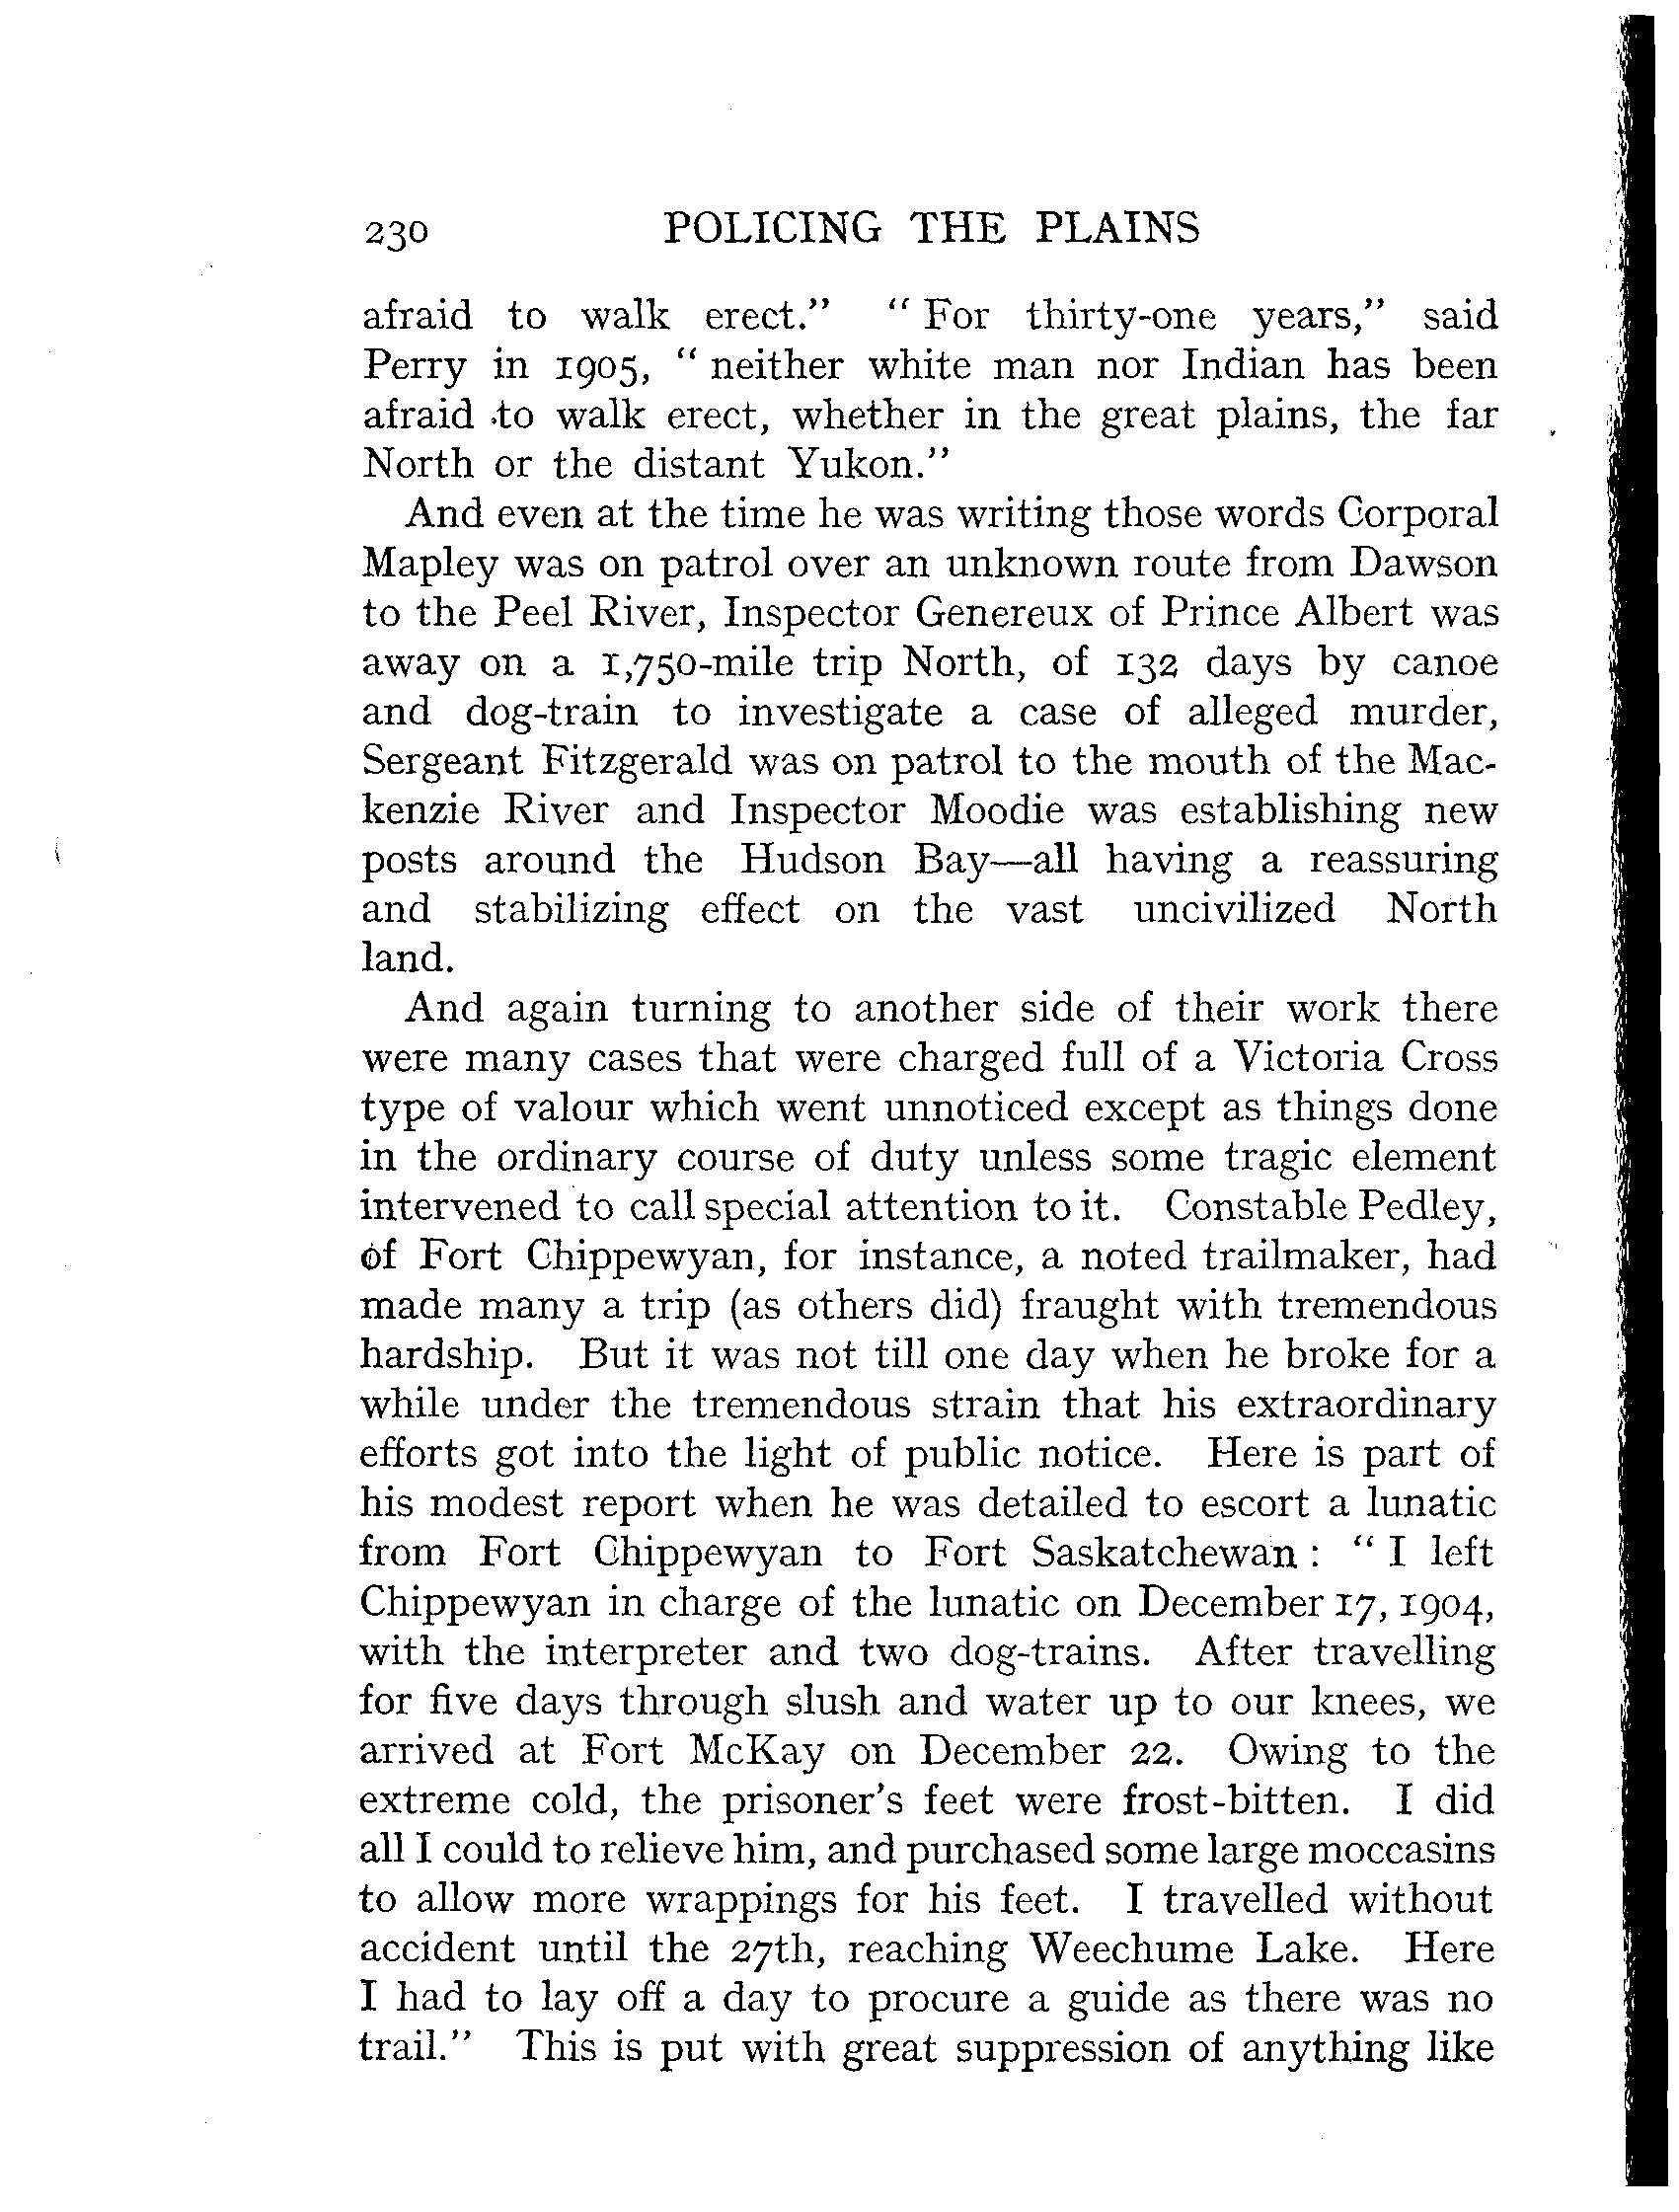 230 POLICING THE PLAINS
afraid to walk erect.” “ For thirty-one years,” said
Perry in 1905, “ neither white man nor Indian has been
afraid to walk erect, whether in the great plains, the far
North or the distant Yukon.”
And even at the time he was writing those words Corporal
Mapley was on patrol over an unknown route from Dawson
to the Peel River, Inspector Genereux of Prince Albert was
away on a 1,750-mile trip North, of 132 days by canoe
and dog-train to investigate a case of alleged murder,
Sergeant Fitzgerald was on patrol to the mouth of the Mac-
kenzie River and Inspector Moodie was establishing new
posts around the Hudson Bay—all having a reassuring
and stabilizing effect on the vast uncivilized North
land.
And again turning to another side of their work there
were many cases that were charged full of a Victoria Cross
type of valour which went unnoticed except as things done
in the ordinary course of duty unless some tragic element
intervened to call special attention to it. Constable Pedley,
of Fort Chippewyan, for instance, a noted trailmaker, had
made many a trip (as others did) fraught with tremendous
hardship. But it was not till one day when he broke for a
while under the tremendous strain that his extraordinary
efforts got into the light of public notice. Here is part of
his modest report when he was detailed to escort a lunatic
from Fort Chippewyan to Fort Saskatchewan : “ I left
Chippewyan in charge of the lunatic on December 17, 1904,
with the interpreter and two dog-trains. After travelling
for five days through slush and water up to our knees, we
arrived at Fort McKay on December 22. Owing to the
extreme cold, the prisoner’s feet were frost-bitten. I did
all I could to relieve him, and purchased some large moccasins
to allow more wrappings for his feet. I travelled without
accident until the 27th, reaching Weechume Lake. Here
I had to lay off a day to procure a guide as there was no
trail.” This is put with great suppression of anything like